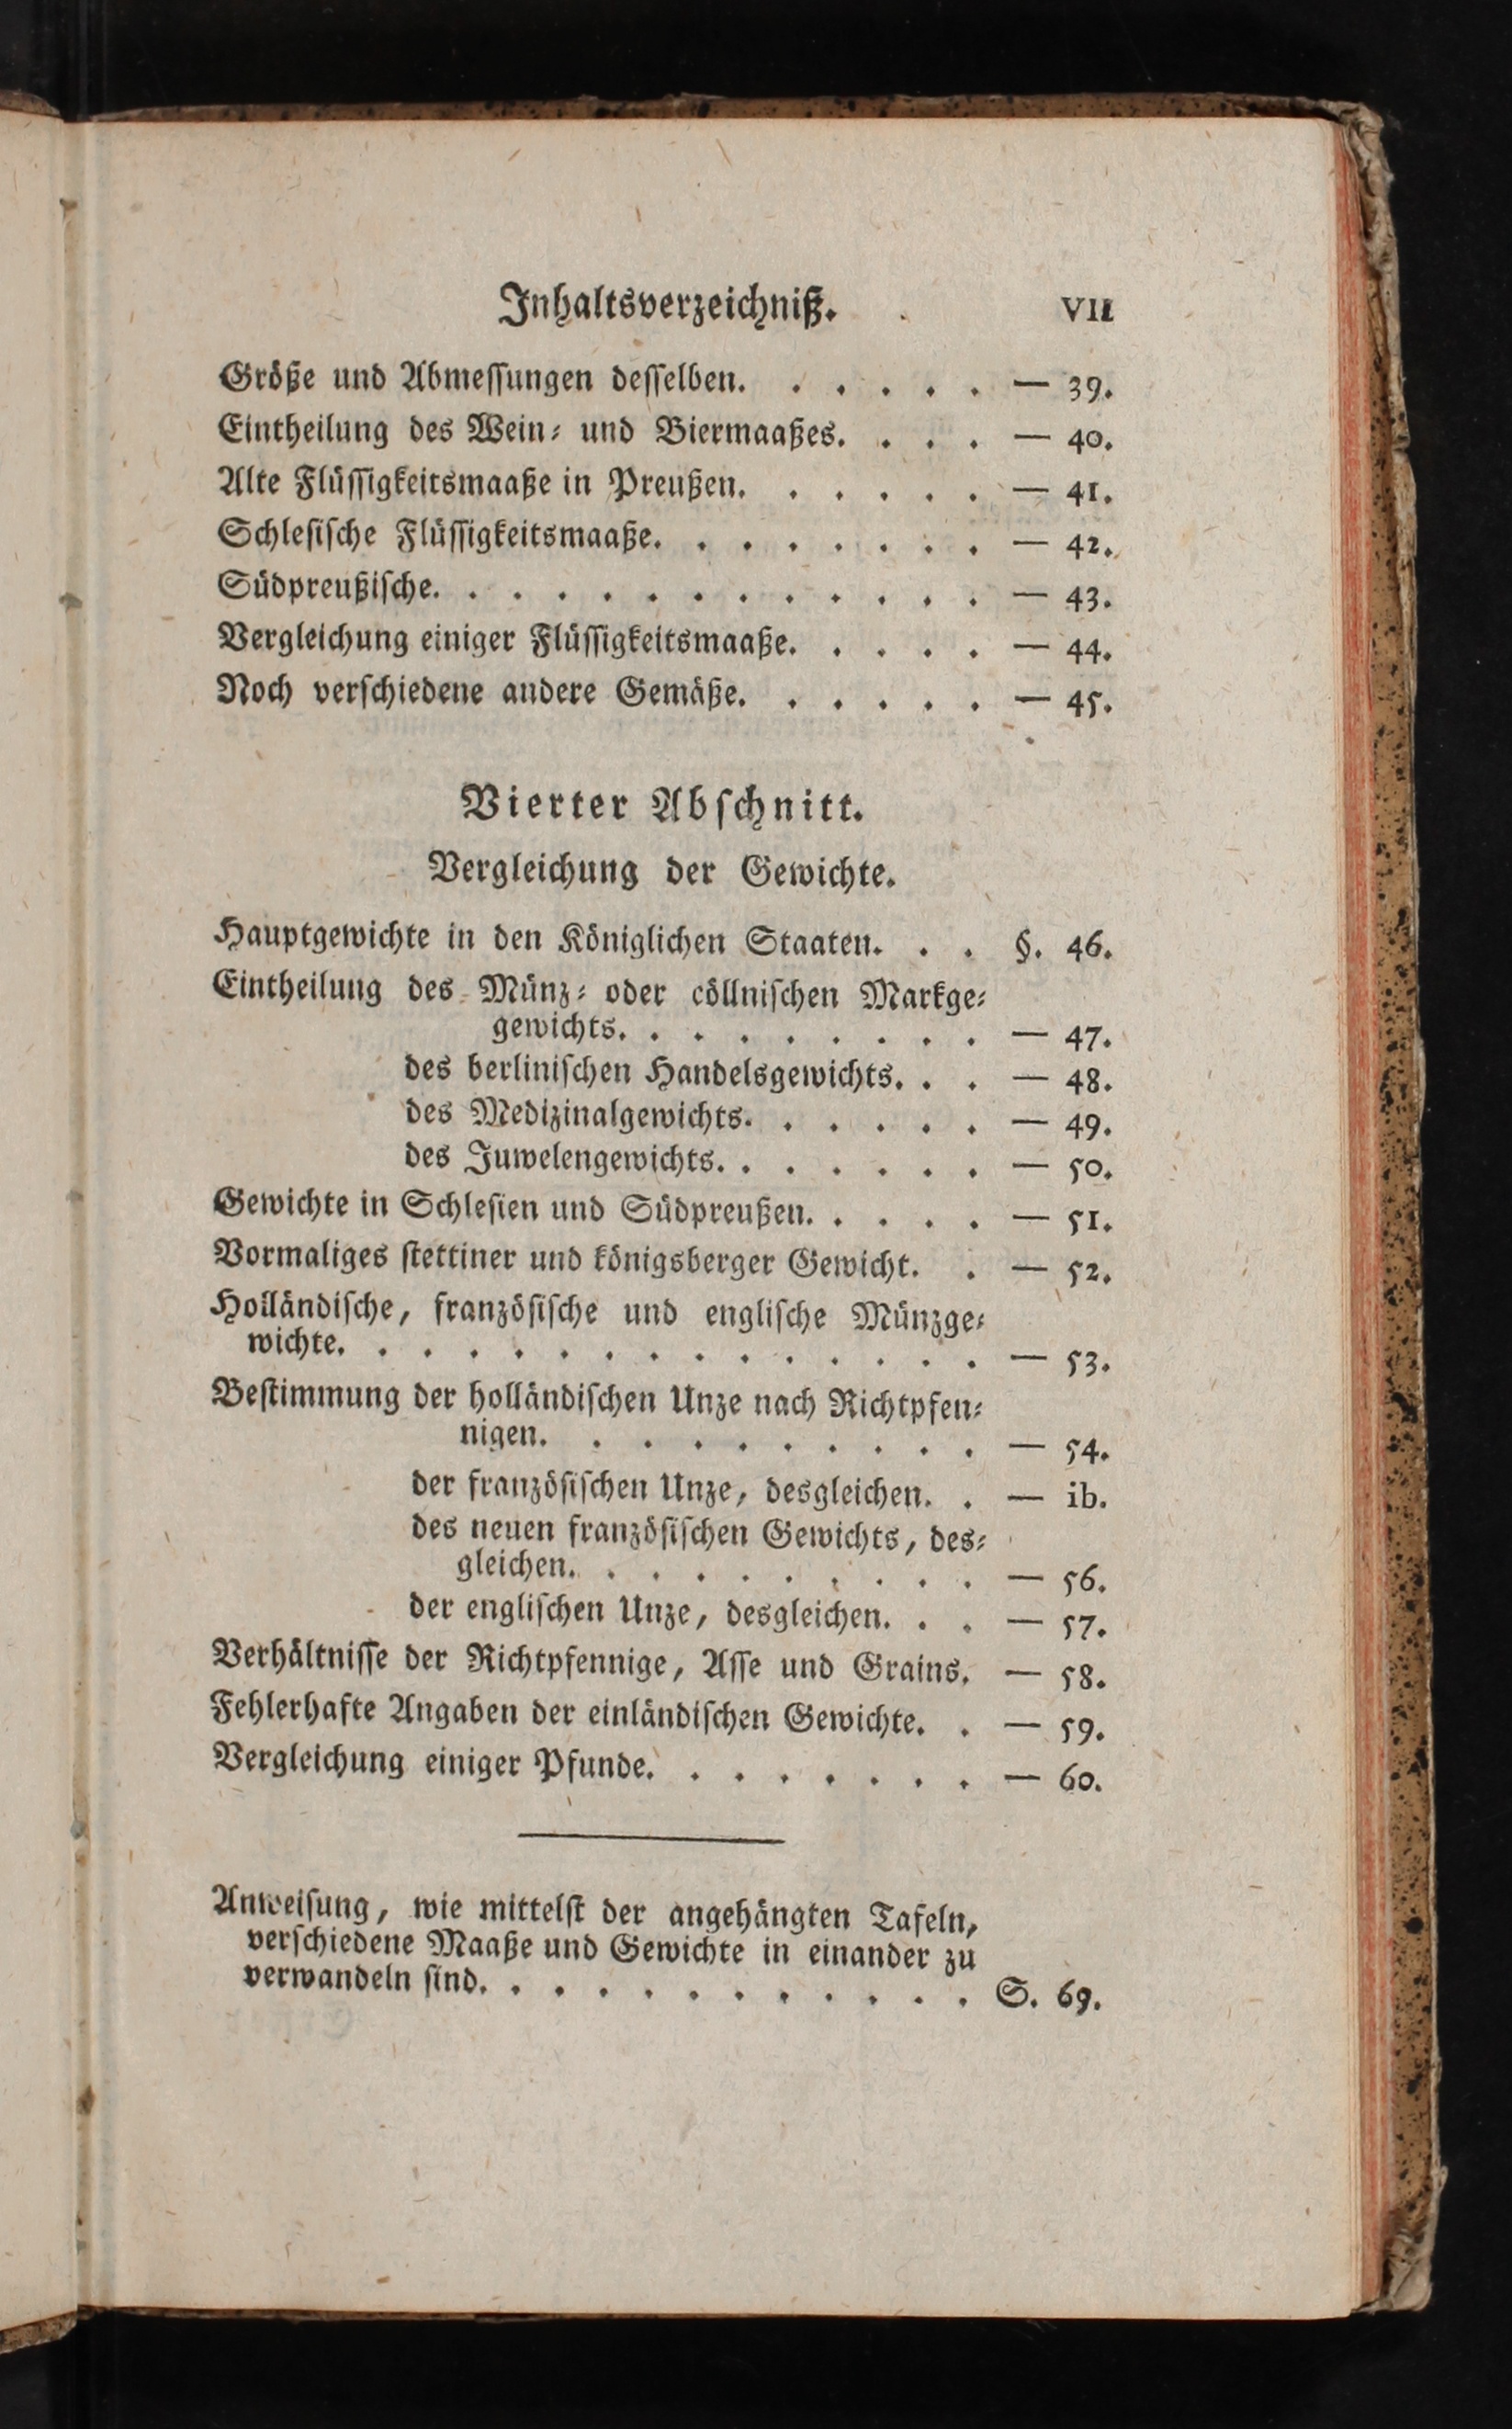 Inhaltsverzeichniß. VII
Größe und Abmessungen desselben. . . . . . — 39.
Eintheilung des Wein- und Biermaaßes. . . . — 40.
Alte Flüssigkeitsmaaße in Preußen. . . . . . — 41.
Schlesische Flüssigkeitsmaaße. . . . . . . . — 42.
Südpreußische. . . . . . . . . . . . . — 43.
Vergleichung einiger Flüssigkeitsmaaße. . . . . — 44.
Noch verschiedene andere Gemäße. . . . . . — 45.
Vierter Abschnitt.
Vergleichung der Gewichte.
Hauptgewichte in den Königlichen Staaten. . . §. 46.
Eintheilung des Münz- oder cöllnischen Markge-
gewichts. . . . . . . . . — 47.
des berlinischen Handelsgewichts. . . — 48.
des Medizinalgewichts. . . . . . — 49.
des Juwelengewichts. . . . . . . — 50.
Gewichte in Schlesien und Südpreußen. . . . . — 51.
Vormaliges stettiner und königsberger Gewicht. . — 52.
Holländische, französische und englische Münzge-
wichte. . . . . . . . . . . . . . . — 53.
Bestimmung der holländischen Unze nach Richtpfen-
nigen. . . . . . . . . . — 54.
der französischen Unze, desgleichen. . — ib.
des neuen französischen Gewichts, des-
gleichen. . . . . . . . . . — 56.
der englischen Unze, desgleichen. . . — 57.
Verhältnisse der Richtpfennige, Asse und Grains. — 58.
Fehlerhafte Angaben der einländischen Gewichte. . — 59.
Vergleichung einiger Pfunde. . . . . . . . — 60.
Anweisung, wie mittelst der angehängten Tafeln,
verschiedene Maaße und Gewichte in einander zu
verwandeln sind. . . . . . . . . . . . S. 69.